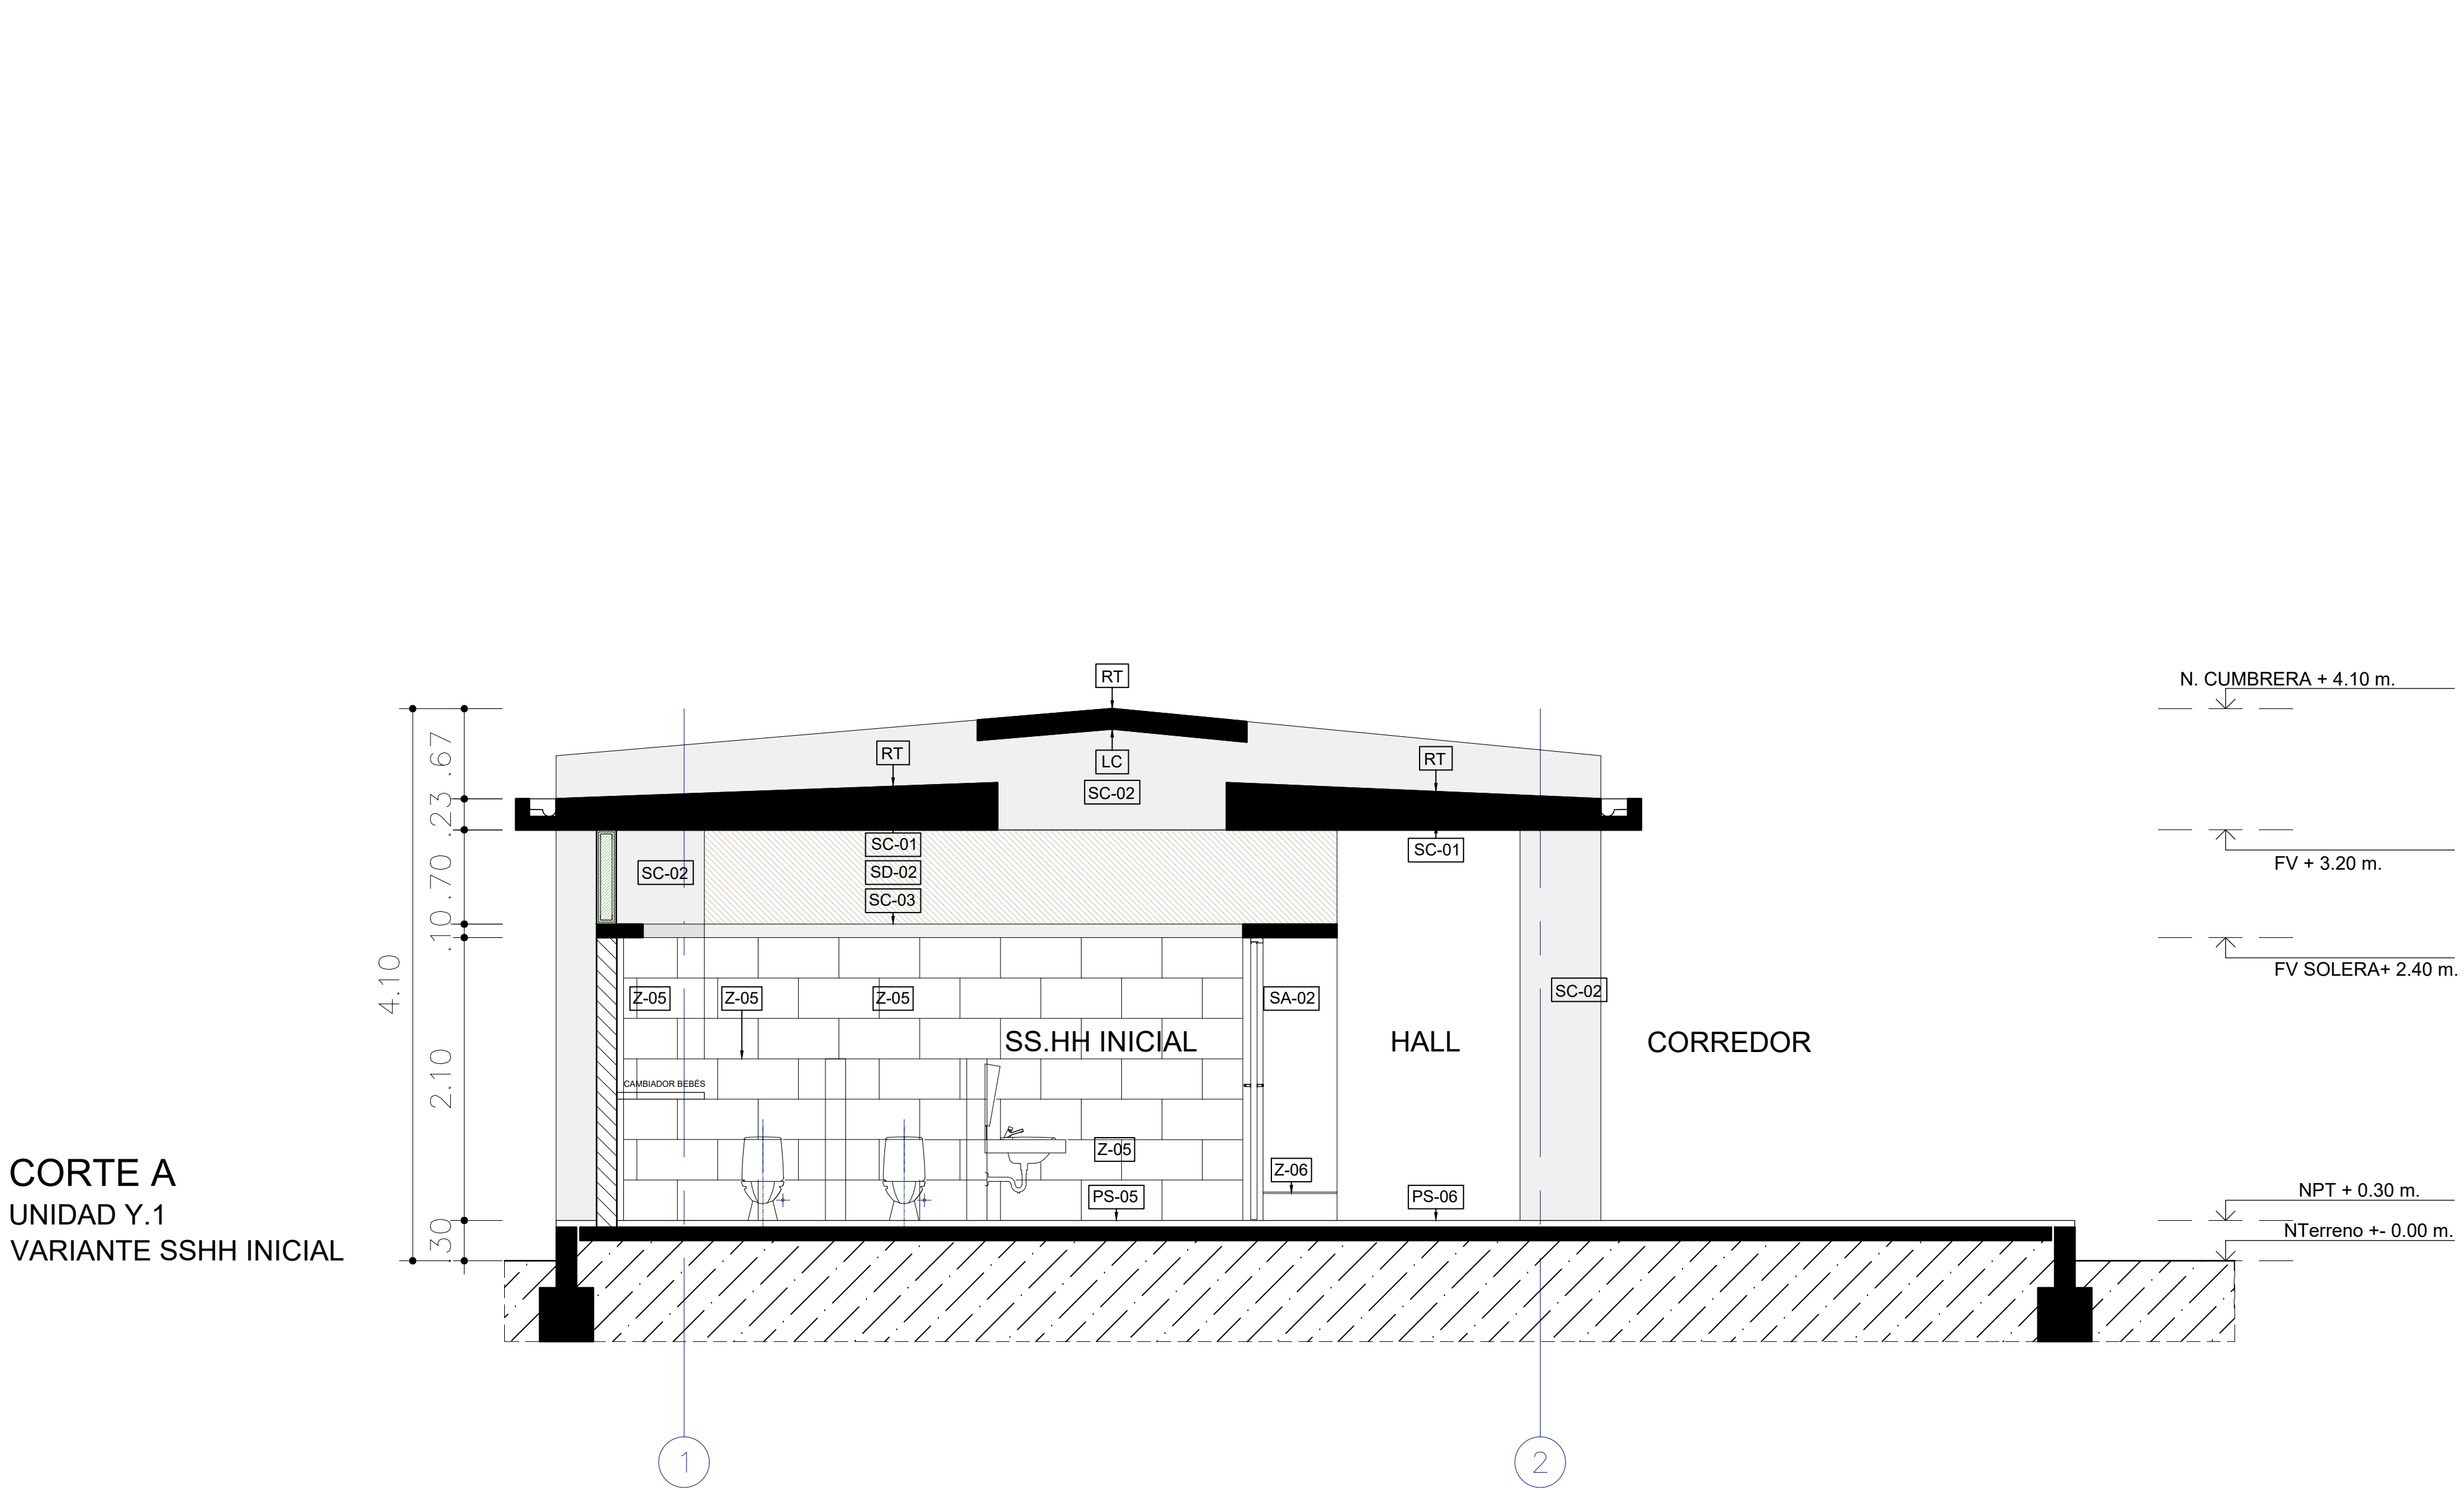 RT
N. CUMBRERA + 4.10 m.
RT
LC
RT
SC-02
.67
.23
SC-01
SC-01
FV + 3.20 m.
SC-02
SD-02
SC-03
.70
.10
FV SOLERA+ 2.40 m.
4.10
Z-05
Z-05
Z-05
SA-02
SC-02
SS.HH INICIAL
HALL
CORREDOR
2.10
CAMBIADOR BEBÉS
Z-05
Z-06
PS-05
PS-06
NPT + 0.30 m.
NTerreno +- 0.00 m.
.30
CORTE A
UNIDAD Y.1
VARIANTE SSHH INICIAL
1
2